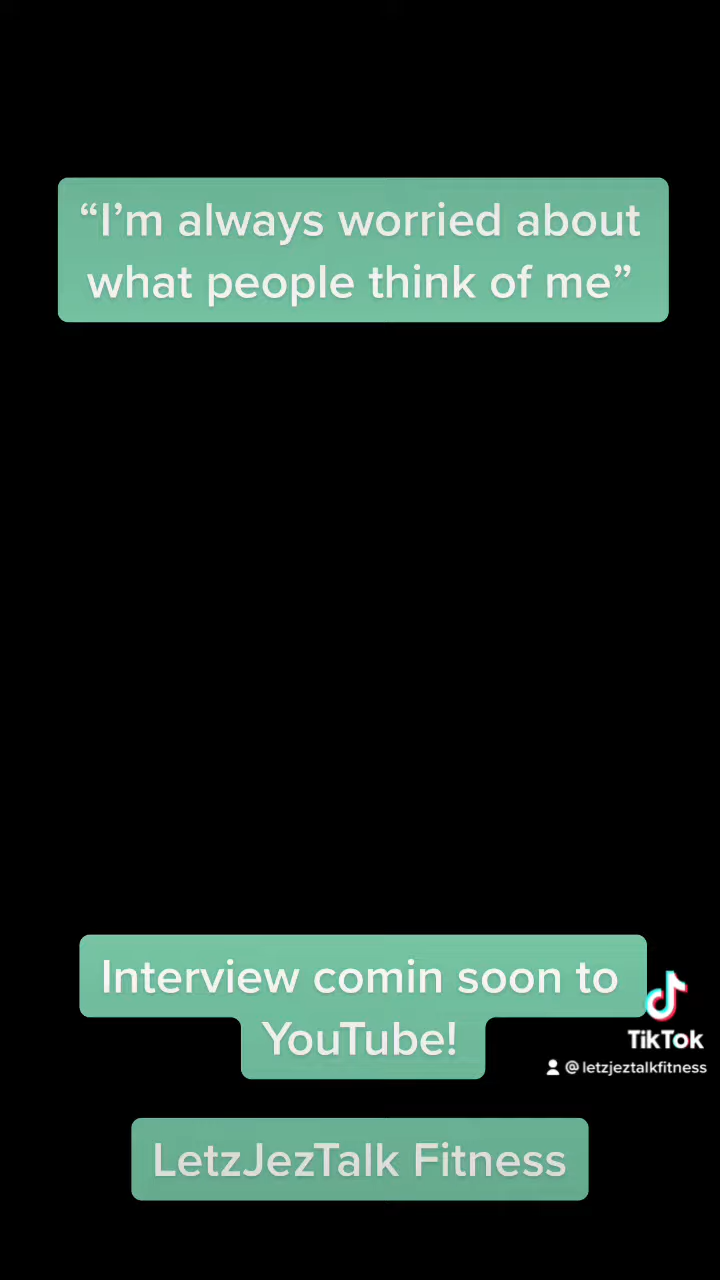 “I’m always worried about
what people think of me”
Interview comin soon to
YouTube!
TikTok
@letzjeztalkfitness
LetzJezTalk Fitness